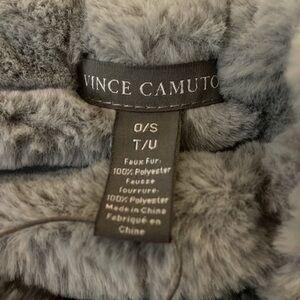 VINCE CAMUTO
O/S
T/U
Faux Fur:
100% Polyester
Fausse
fourrure:
100% Polyester
Made in China
Fabriqué en
Chine